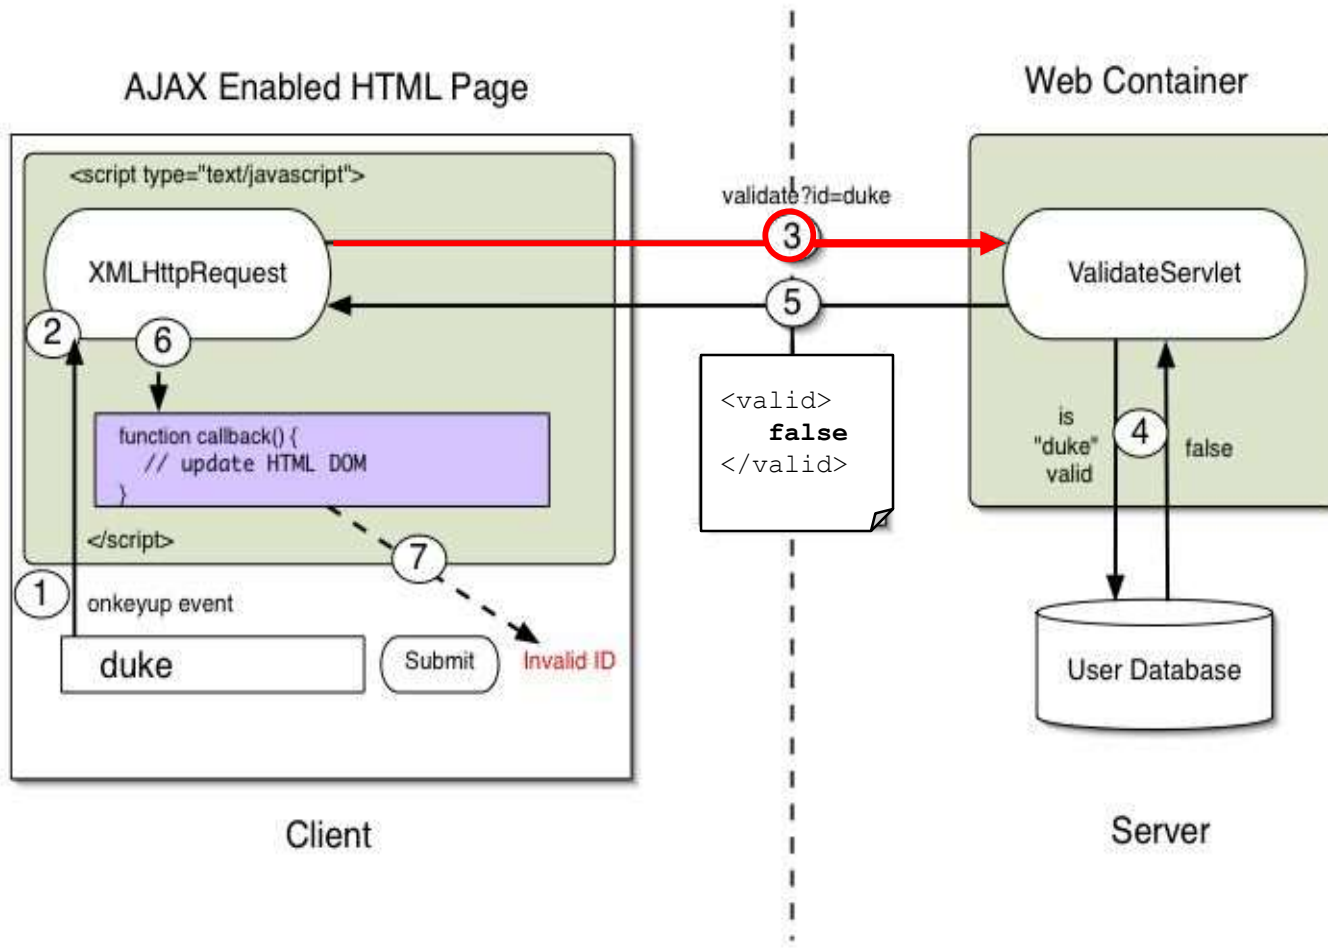 AJAX Enabled HTML Page
Web Container
<script type="text/javascript">
validate?id=duke
3
XMLHttpRequest
ValidateServlet
5
2
6
<valid>
false
</valid>
function callback() {
// update HTML DOM
}
is
"duke"
valid
4
false
</script>
7
1
onkeyup event
duke
Submit
Invalid ID
User Database
Client
Server